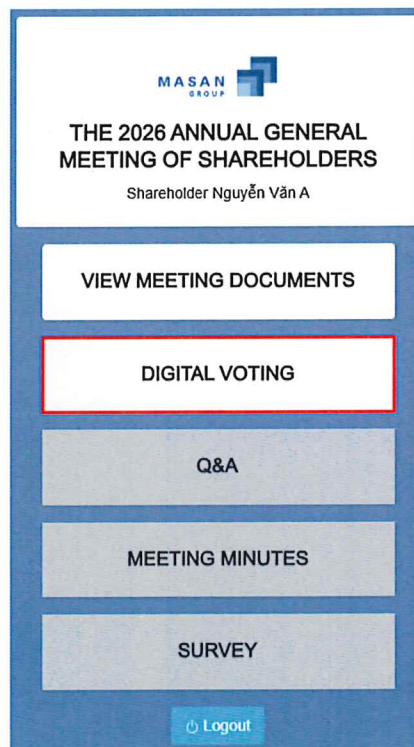 MASAN
GROUP
THE 2026 ANNUAL GENERAL
MEETING OF SHAREHOLDERS
Shareholder Nguyễn Văn A
VIEW MEETING DOCUMENTS
DIGITAL VOTING
Q&A
MEETING MINUTES
SURVEY
Logout